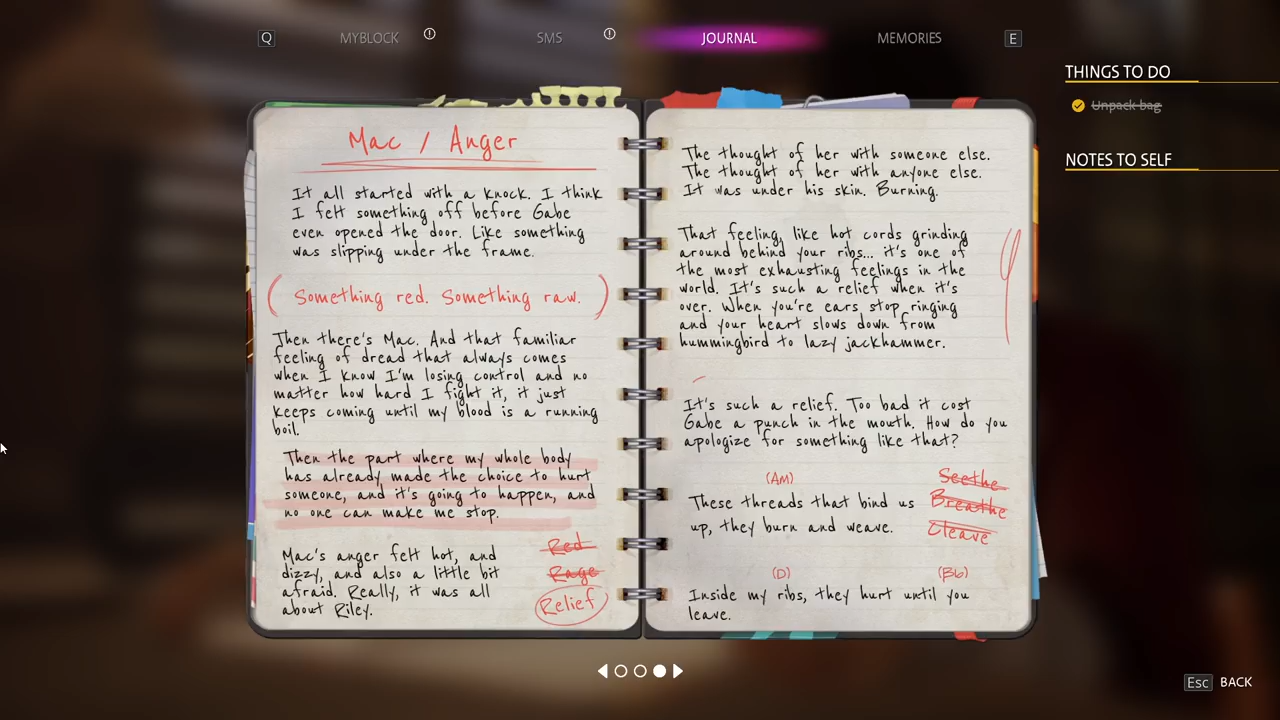 Q
MYBLOCK
SMS
JOURNAL
MEMORIES
E
THINGS TO DO
Unpack bag
NOTES TO SELF
Mac / Anger
It all started with a knock. I think
I felt something off before Gabe
even opened the door. Like something
was slipping under the frame.
(Something red. Something raw.)
Then there's Mac. And that familiar
feeling of dread that always comes
when I know I'm losing control and no
matter how hard I fight it, it just
keeps coming until my blood is a running
boil.
Then the part where my whole body
has already made the choice to hurt
someone, and it's going to happen, and
no one can make me stop.
Mac's anger felt hot, and
dizzy, and also a little bit
afraid. Really, it was all
about Riley.
Red
Rage
Relief
The thought of her with someone else.
The thought of her with anyone else.
It was under his skin. Burning.
That feeling, like hot cords grinding
around behind your ribs... it's one of
the most exhausting feelings in the
world. It's such a relief when it's
over. When you're ears stop ringing
and your heart slows down from
hummingbird to lazy jackhammer.
It's such a relief. Too bad it cost
Gabe a punch in the mouth. How do you
apologize for something like that?
(Am)
These threads that bind us
up, they burn and weave.
Seethe
Breathe
Cleave
(D) (Bb)
Inside my ribs, they hurt until you
leave.
Esc BACK